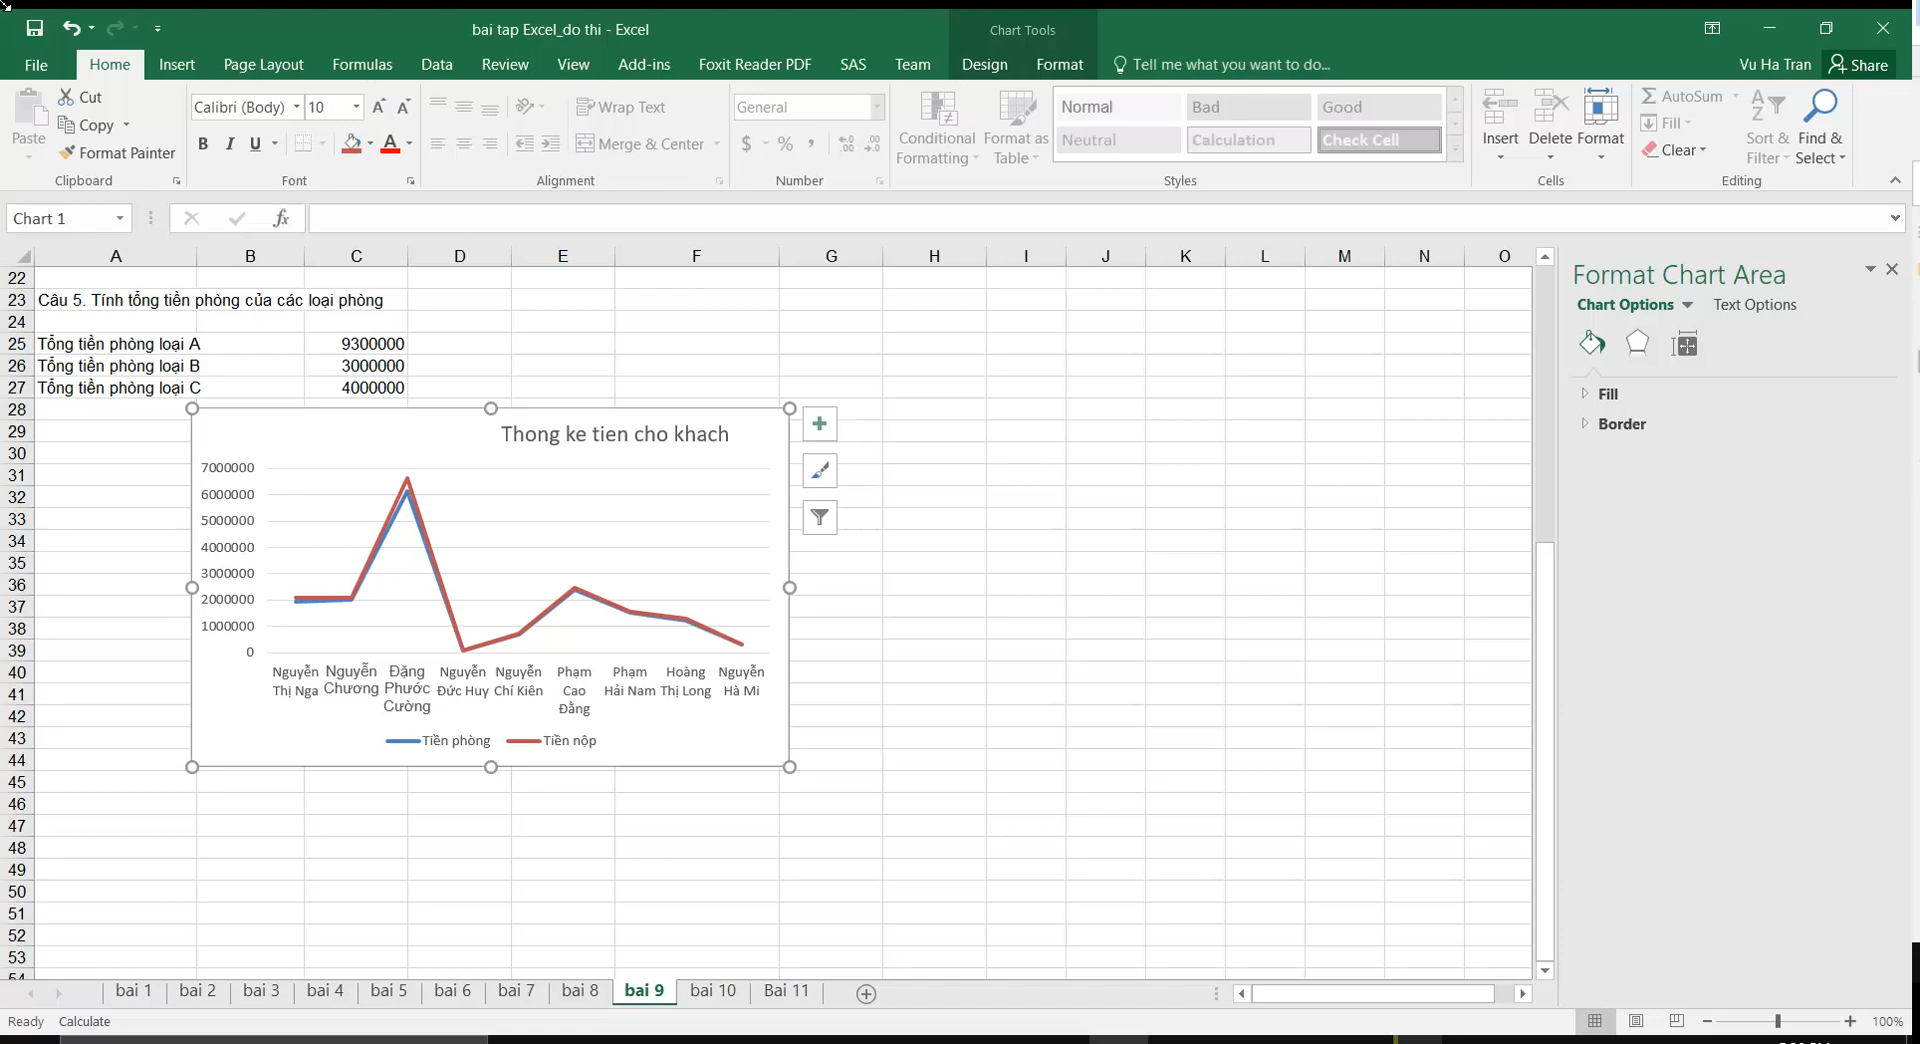 bai tap Excel_do thi - Excel
Chart Tools
File Home Insert Page Layout Formulas Data Review View Add-ins Foxit Reader PDF SAS Team Design Format Tell me what you want to do... Vu Ha Tran Share
Paste
Cut
Copy
Format Painter
Clipboard
Calibri (Body) 10
B I U
Font
Wrap Text
Merge & Center
Alignment
General
$ % ,
Number
Conditional Formatting
Format as Table
Normal Bad Good
Neutral Calculation Check Cell
Styles
Insert Delete Format
Cells
AutoSum
Fill
Clear
Sort & Filter
Find & Select
Editing
Chart 1
fx
A B C D E F G H I J K L M N O
22
23 Câu 5. Tính tổng tiền phòng của các loại phòng
24
25 Tổng tiền phòng loại A 9300000
26 Tổng tiền phòng loại B 3000000
27 Tổng tiền phòng loại C 4000000
28
29
30
31
32
33
34
35
36
37
38
39
40
41
42
43
44
45
46
47
48
49
50
51
52
53
54
Thong ke tien cho khach
7000000
6000000
5000000
4000000
3000000
2000000
1000000
0
Nguyễn Thị Nga
Nguyễn Chương
Đặng Phước Cường
Nguyễn Đức Huy
Nguyễn Chí Kiên
Phạm Cao Đằng
Phạm Hải Nam
Hoàng Thị Long
Nguyễn Hà Mi
Tiền phòng Tiền nộp
Format Chart Area
Chart Options Text Options
Fill
Border
bai 1 bai 2 bai 3 bai 4 bai 5 bai 6 bai 7 bai 8 bai 9 bai 10 Bai 11
Ready Calculate 100%